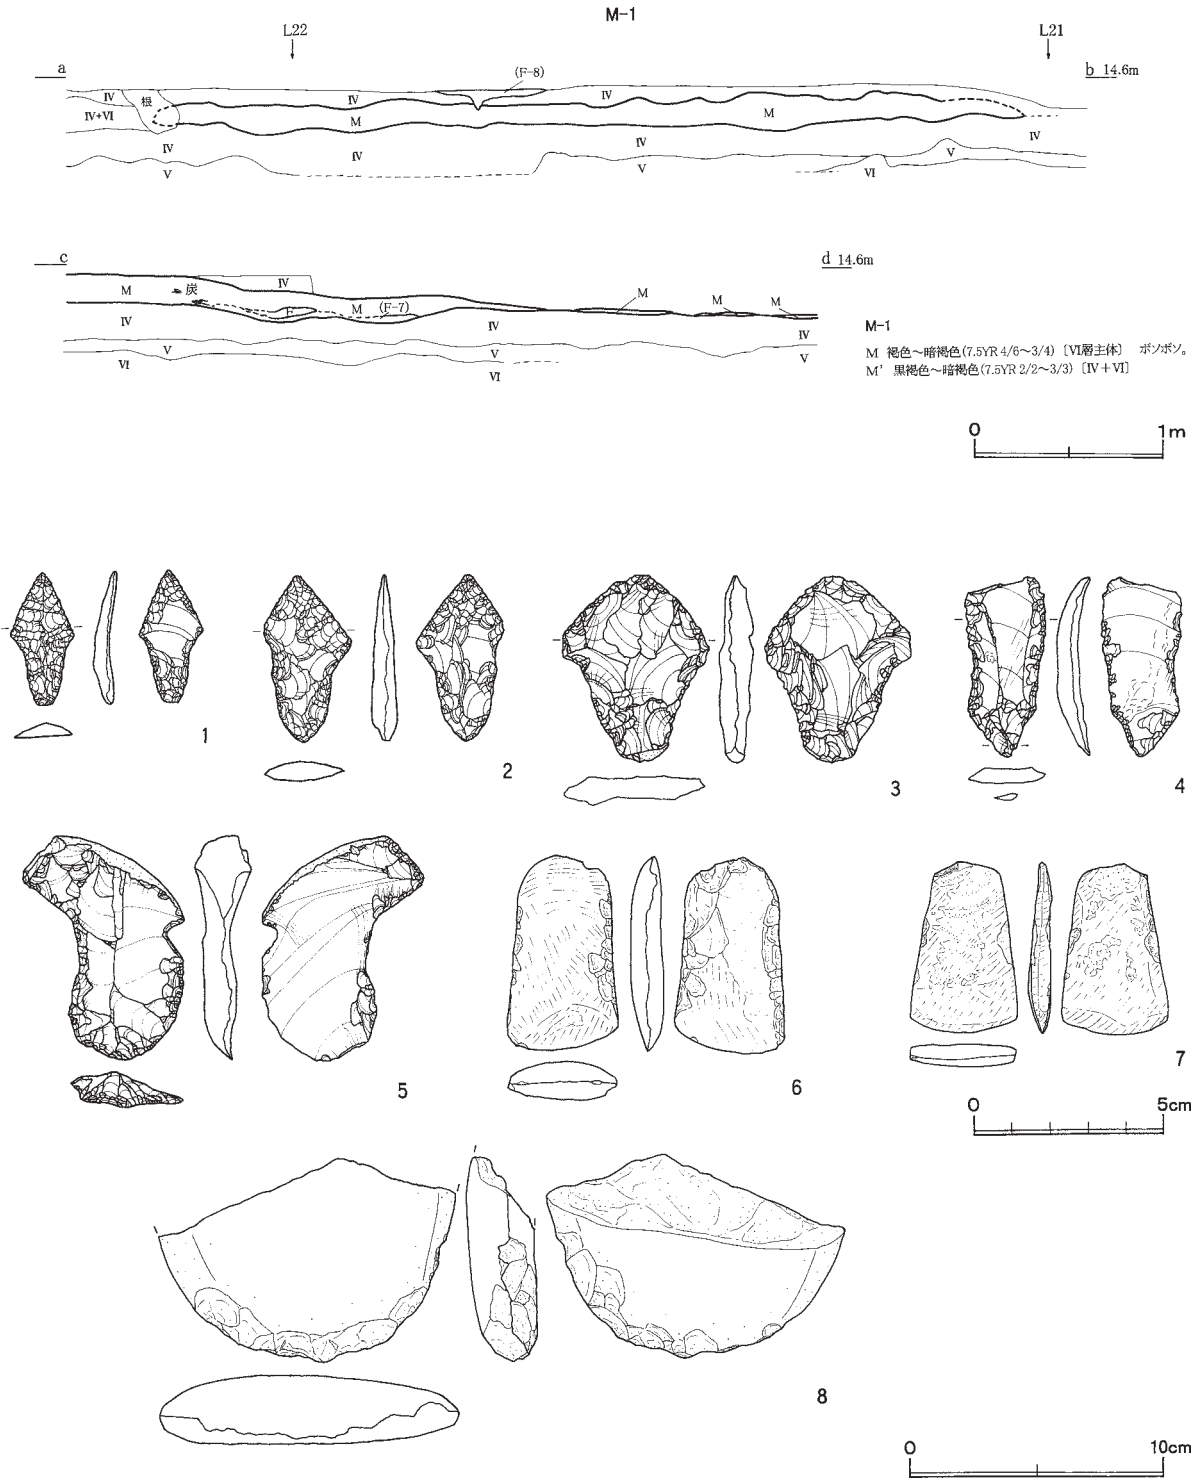 M-1
L22 L21
a (F-8) b 14.6m
IV 根 IV IV
IV+VI M M
IV IV IV IV
V V V VI
c d 14.6m
M 炭 IV M M M
F M (F-7)
IV IV IV
V V V
VI VI
M-1
M 褐色～暗褐色(7.5YR 4/6～3/4)〔VI層主体〕 ボソボソ。
M' 黒褐色～暗褐色(7.5YR 2/2～3/3)〔IV+VI〕
0 1m
1
2
3
4
5
6
7
0 5cm
8
0 10cm